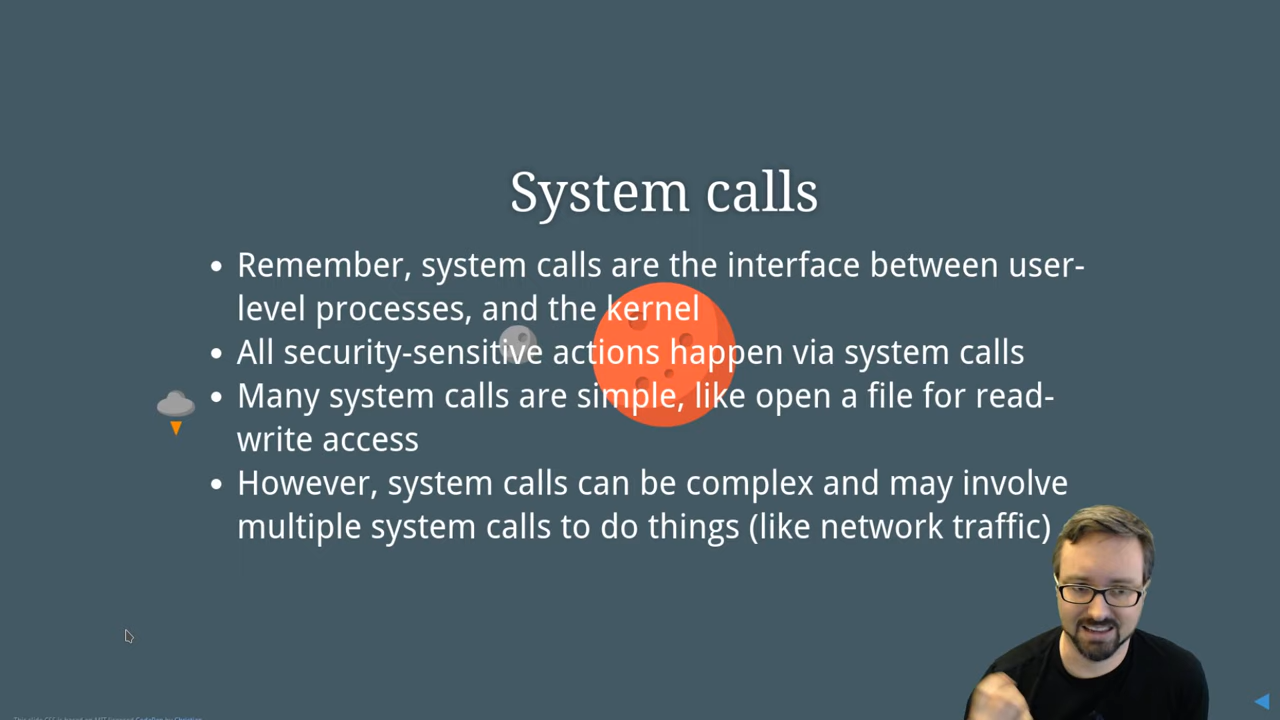 System calls
• Remember, system calls are the interface between user-
level processes, and the kernel
• All security-sensitive actions happen via system calls
• Many system calls are simple, like open a file for read-
write access
• However, system calls can be complex and may involve
multiple system calls to do things (like network traffic)